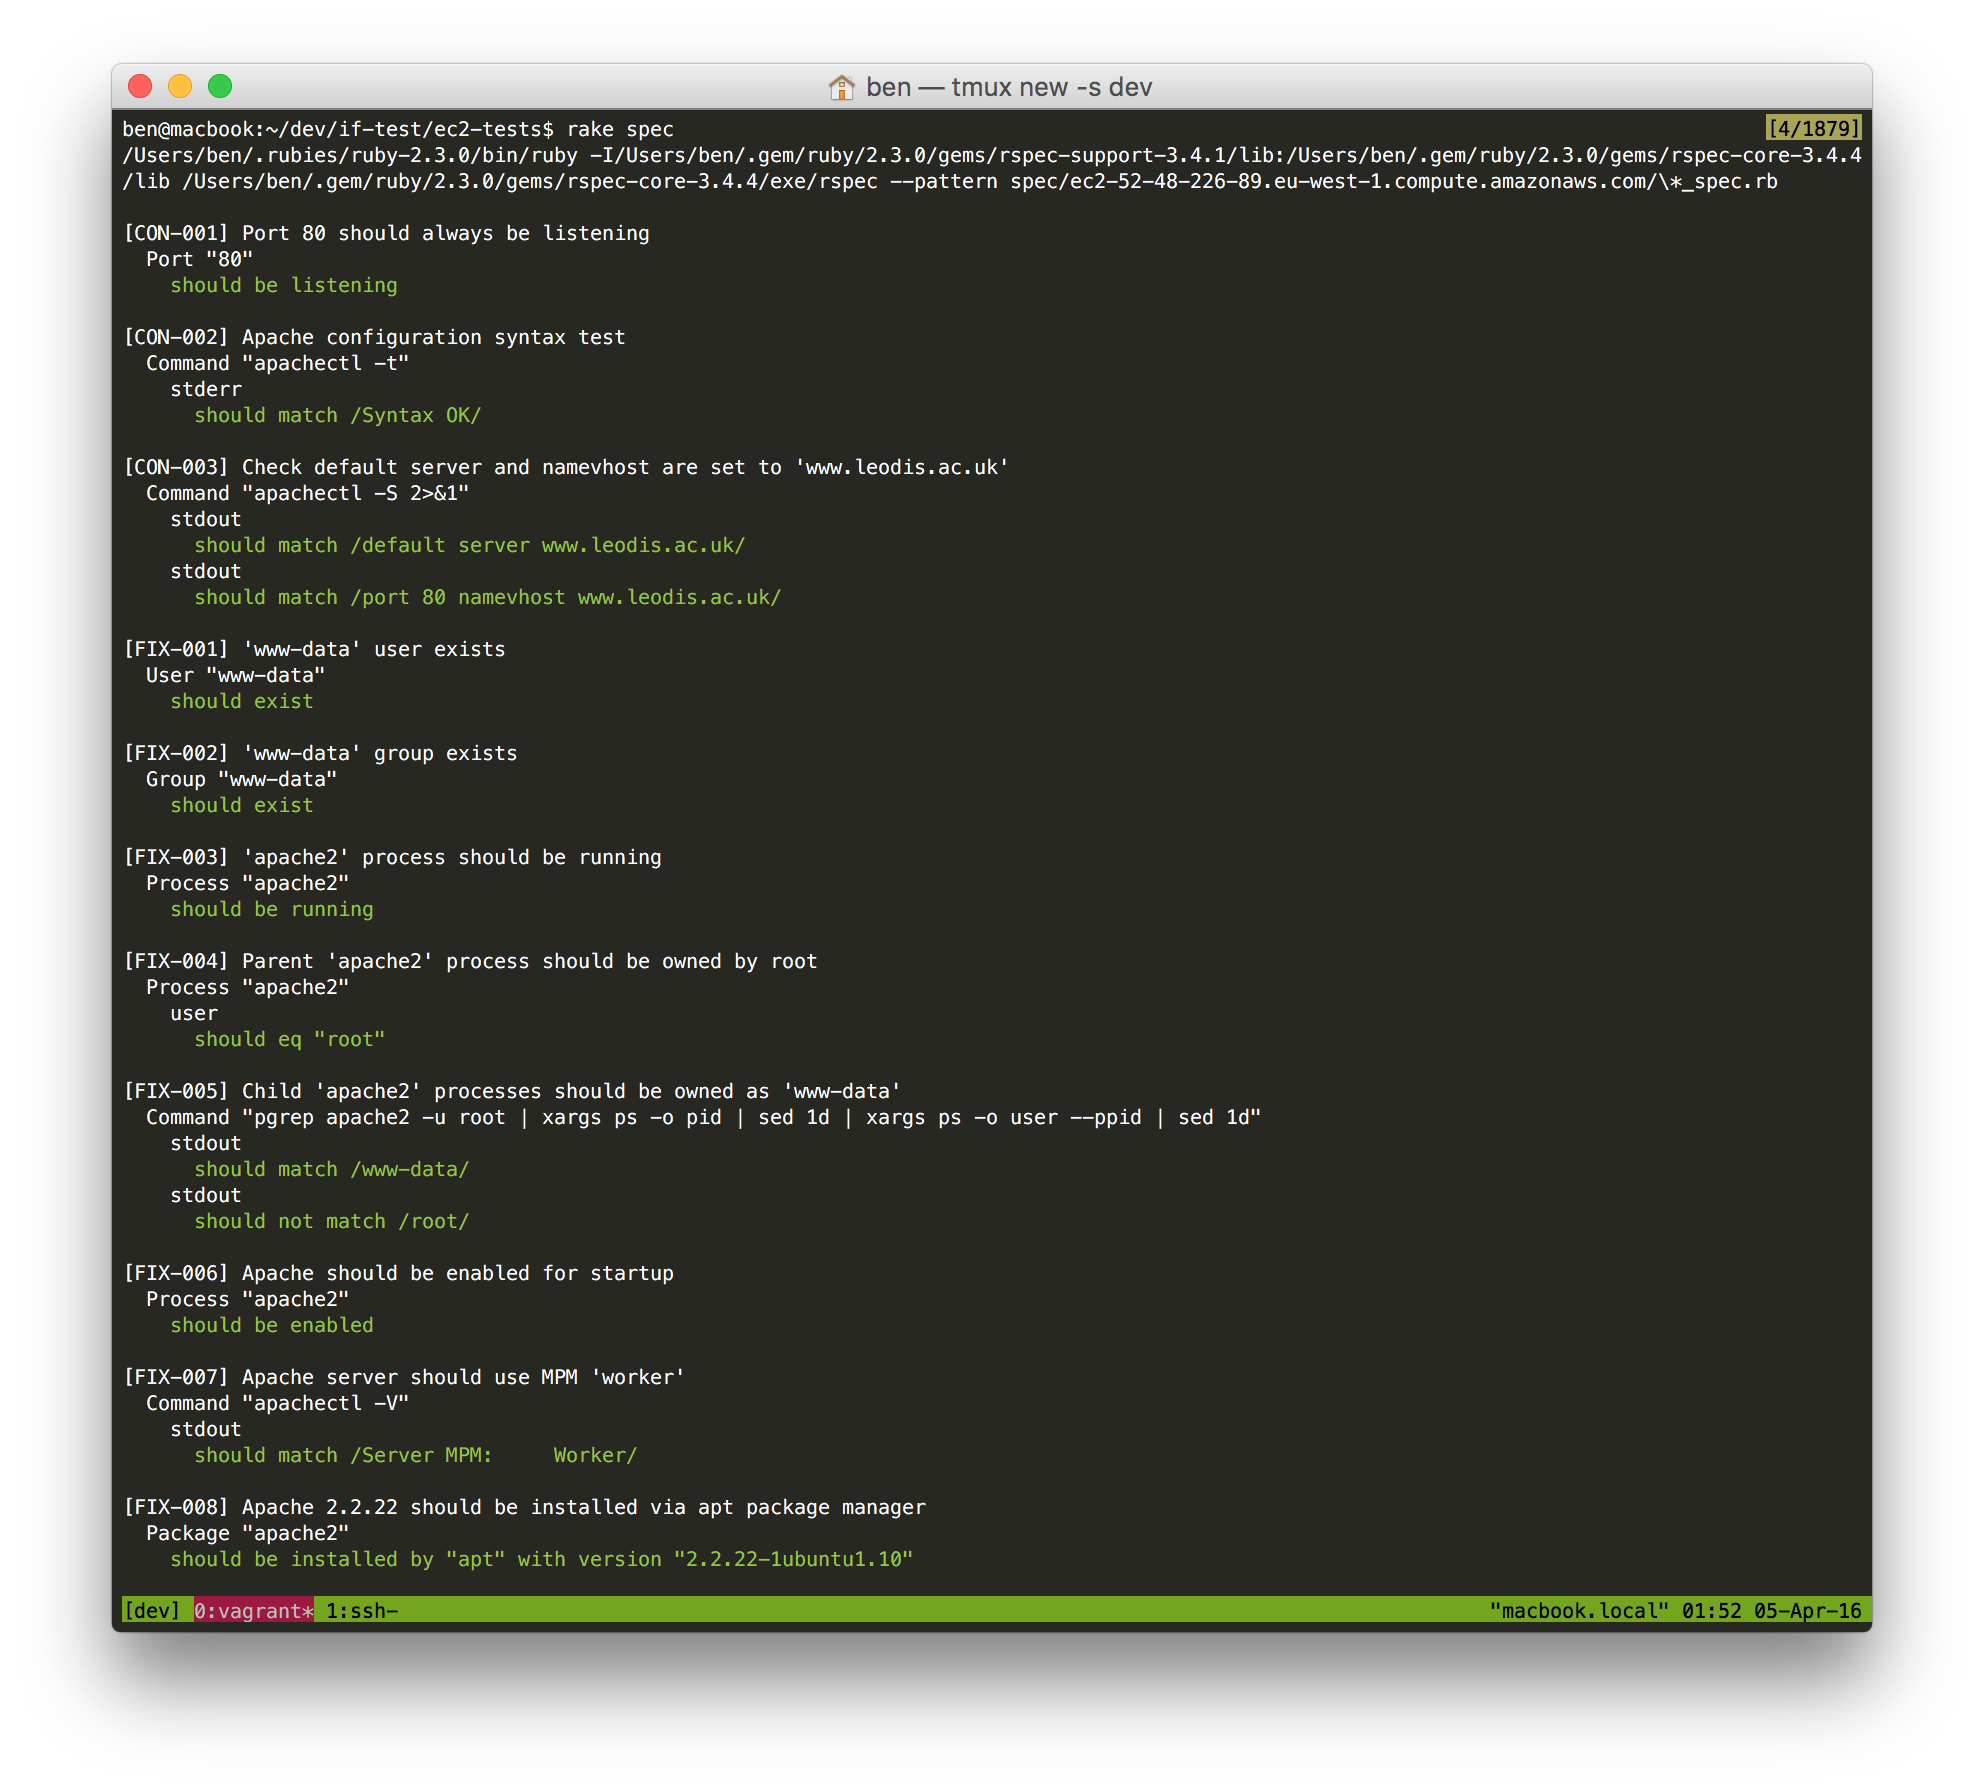 ben — tmux new -s dev
ben@macbook:~/dev/if-test/ec2-tests$ rake spec [4/1879]
/Users/ben/.rubies/ruby-2.3.0/bin/ruby -I/Users/ben/.gem/ruby/2.3.0/gems/rspec-support-3.4.1/lib:/Users/ben/.gem/ruby/2.3.0/gems/rspec-core-3.4.4
/lib /Users/ben/.gem/ruby/2.3.0/gems/rspec-core-3.4.4/exe/rspec --pattern spec/ec2-52-48-226-89.eu-west-1.compute.amazonaws.com/\*_spec.rb
[CON-001] Port 80 should always be listening
Port "80"
should be listening
[CON-002] Apache configuration syntax test
Command "apachectl -t"
stderr
should match /Syntax OK/
[CON-003] Check default server and namevhost are set to 'www.leodis.ac.uk'
Command "apachectl -S 2>&1"
stdout
should match /default server www.leodis.ac.uk/
stdout
should match /port 80 namevhost www.leodis.ac.uk/
[FIX-001] 'www-data' user exists
User "www-data"
should exist
[FIX-002] 'www-data' group exists
Group "www-data"
should exist
[FIX-003] 'apache2' process should be running
Process "apache2"
should be running
[FIX-004] Parent 'apache2' process should be owned by root
Process "apache2"
user
should eq "root"
[FIX-005] Child 'apache2' processes should be owned as 'www-data'
Command "pgrep apache2 -u root | xargs ps -o pid | sed 1d | xargs ps -o user --ppid | sed 1d"
stdout
should match /www-data/
stdout
should not match /root/
[FIX-006] Apache should be enabled for startup
Process "apache2"
should be enabled
[FIX-007] Apache server should use MPM 'worker'
Command "apachectl -V"
stdout
should match /Server MPM:     Worker/
[FIX-008] Apache 2.2.22 should be installed via apt package manager
Package "apache2"
should be installed by "apt" with version "2.2.22-1ubuntu1.10"
[dev] 0:vagrant* 1:ssh- "macbook.local" 01:52 05-Apr-16